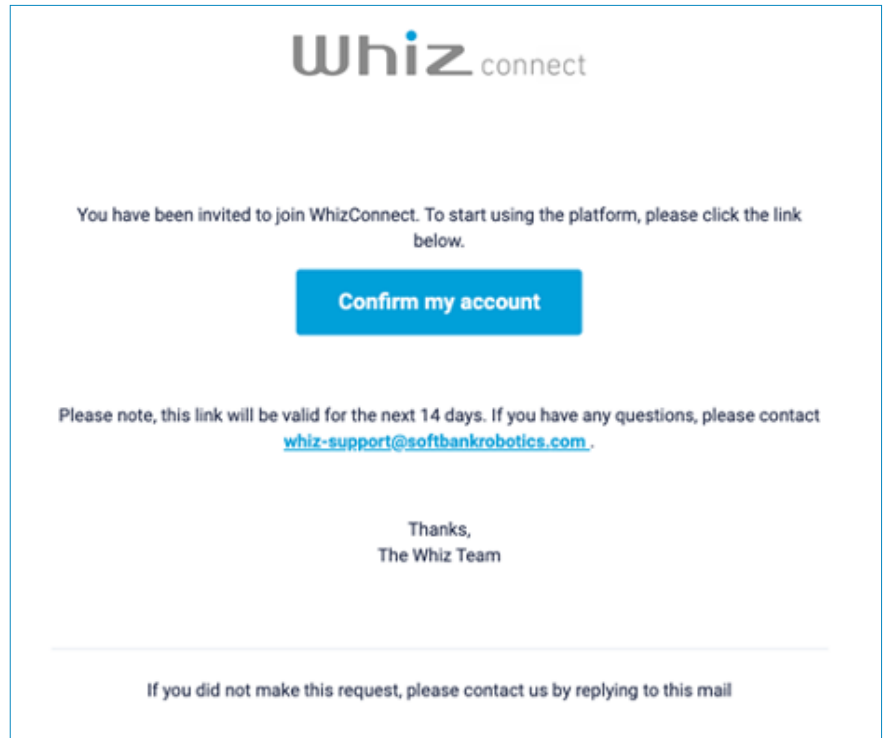 Whiz connect
You have been invited to join WhizConnect. To start using the platform, please click the link
below.
Confirm my account
Please note, this link will be valid for the next 14 days. If you have any questions, please contact
whiz-support@softbankrobotics.com .
Thanks,
The Whiz Team
If you did not make this request, please contact us by replying to this mail